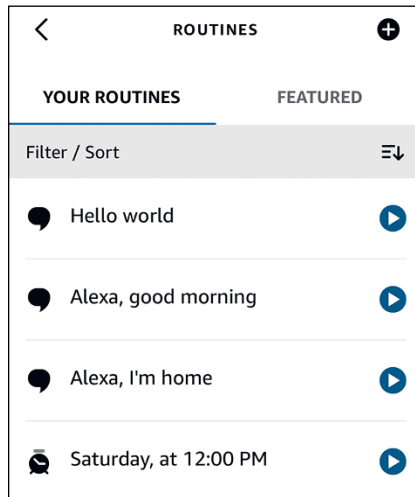 ROUTINES
YOUR ROUTINES FEATURED
Filter / Sort
Hello world
Alexa, good morning
Alexa, I'm home
Saturday, at 12:00 PM